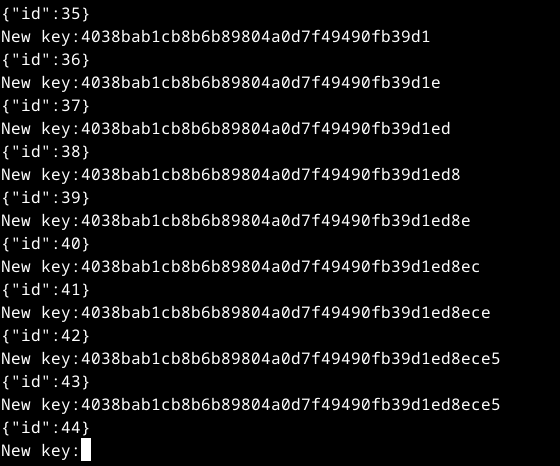 {"id":35}
New key:4038bab1cb8b6b89804a0d7f49490fb39d1
{"id":36}
New key:4038bab1cb8b6b89804a0d7f49490fb39d1e
{"id":37}
New key:4038bab1cb8b6b89804a0d7f49490fb39d1ed
{"id":38}
New key:4038bab1cb8b6b89804a0d7f49490fb39d1ed8
{"id":39}
New key:4038bab1cb8b6b89804a0d7f49490fb39d1ed8e
{"id":40}
New key:4038bab1cb8b6b89804a0d7f49490fb39d1ed8ec
{"id":41}
New key:4038bab1cb8b6b89804a0d7f49490fb39d1ed8ece
{"id":42}
New key:4038bab1cb8b6b89804a0d7f49490fb39d1ed8ece5
{"id":43}
New key:4038bab1cb8b6b89804a0d7f49490fb39d1ed8ece5
{"id":44}
New key: